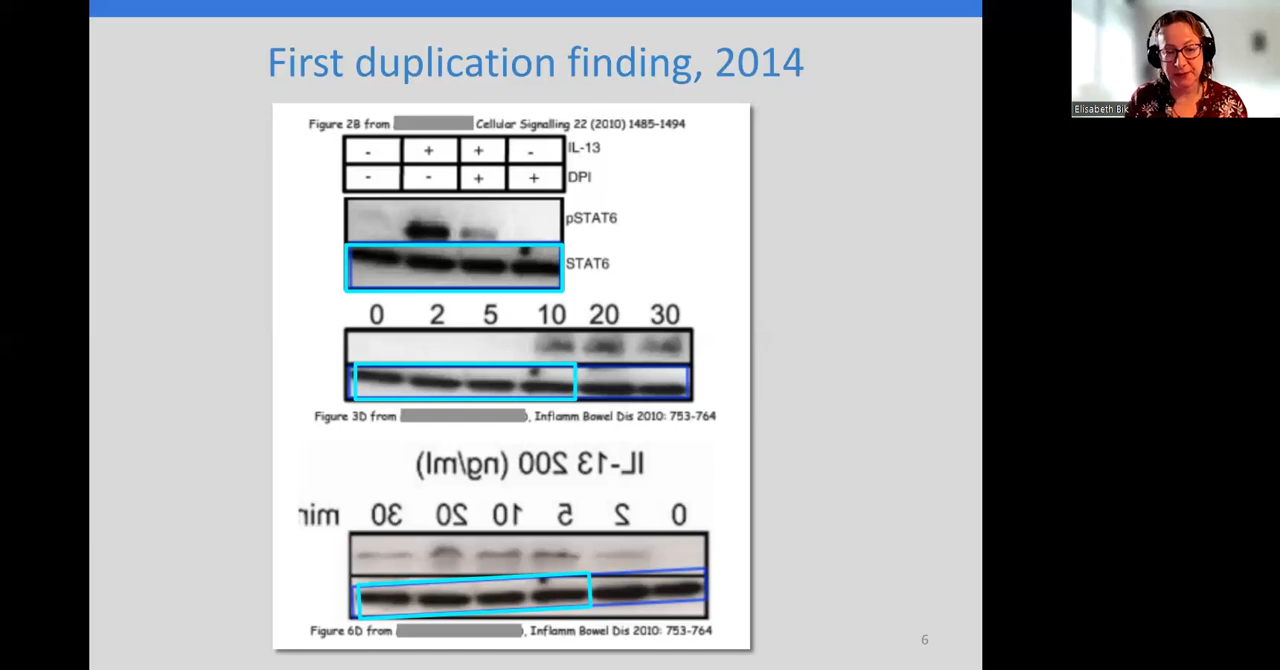 First duplication finding, 2014
Elisabeth Bik
Figure 2B from Cellular Signalling 22 (2010) 1485-1494
- + + - IL-13
- - + + DPI
pSTAT6
STAT6
0 2 5 10 20 30
Figure 3D from ), Inflamm Bowel Dis 2010: 753-764
IL-13 200 (ng/ml)
min 30 20 10 5 2 0
Figure 6D from ), Inflamm Bowel Dis 2010: 753-764
6